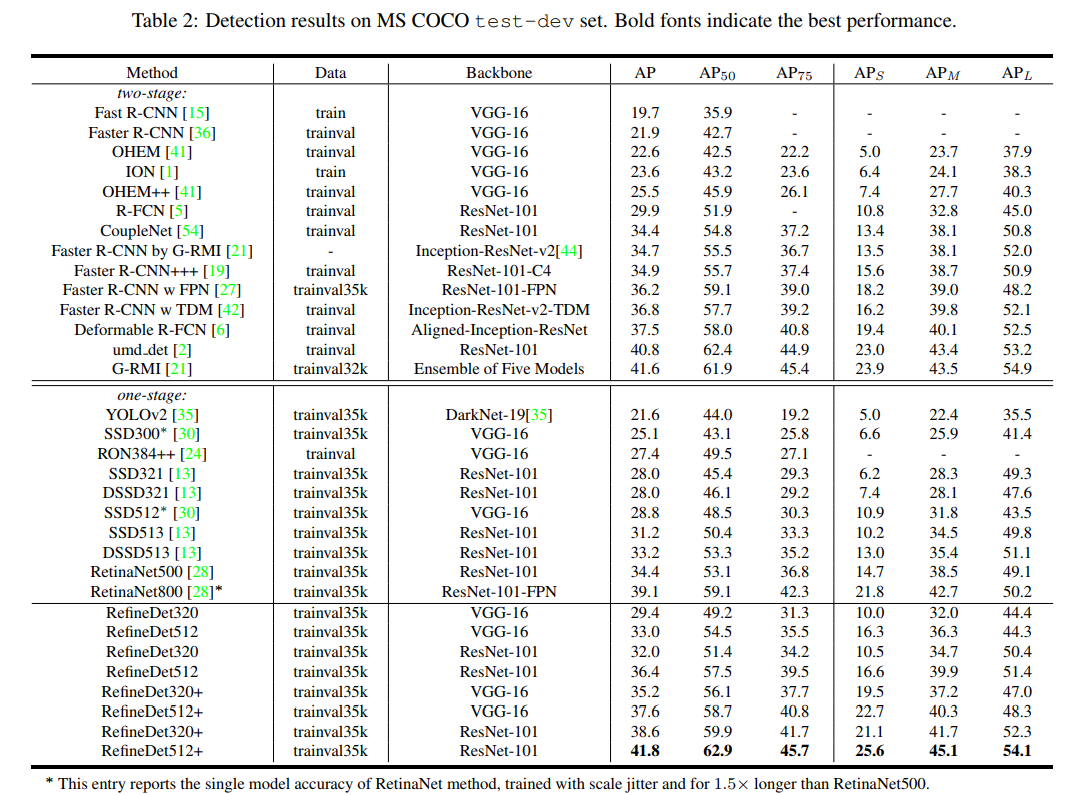 Table 2: Detection results on MS COCO test-dev set. Bold fonts indicate the best performance.
Method Data Backbone AP AP50 AP75 APS APM APL
two-stage:
Fast R-CNN [15] train VGG-16 19.7 35.9 - - - -
Faster R-CNN [36] trainval VGG-16 21.9 42.7 - - - -
OHEM [41] trainval VGG-16 22.6 42.5 22.2 5.0 23.7 37.9
ION [1] train VGG-16 23.6 43.2 23.6 6.4 24.1 38.3
OHEM++ [41] trainval VGG-16 25.5 45.9 26.1 7.4 27.7 40.3
R-FCN [5] trainval ResNet-101 29.9 51.9 - 10.8 32.8 45.0
CoupleNet [54] trainval ResNet-101 34.4 54.8 37.2 13.4 38.1 50.8
Faster R-CNN by G-RMI [21] - Inception-ResNet-v2[44] 34.7 55.5 36.7 13.5 38.1 52.0
Faster R-CNN+++ [19] trainval ResNet-101-C4 34.9 55.7 37.4 15.6 38.7 50.9
Faster R-CNN w FPN [27] trainval35k ResNet-101-FPN 36.2 59.1 39.0 18.2 39.0 48.2
Faster R-CNN w TDM [42] trainval Inception-ResNet-v2-TDM 36.8 57.7 39.2 16.2 39.8 52.1
Deformable R-FCN [6] trainval Aligned-Inception-ResNet 37.5 58.0 40.8 19.4 40.1 52.5
umd_det [2] trainval ResNet-101 40.8 62.4 44.9 23.0 43.4 53.2
G-RMI [21] trainval32k Ensemble of Five Models 41.6 61.9 45.4 23.9 43.5 54.9
one-stage:
YOLOv2 [35] trainval35k DarkNet-19[35] 21.6 44.0 19.2 5.0 22.4 35.5
SSD300* [30] trainval35k VGG-16 25.1 43.1 25.8 6.6 25.9 41.4
RON384++ [24] trainval VGG-16 27.4 49.5 27.1 - - -
SSD321 [13] trainval35k ResNet-101 28.0 45.4 29.3 6.2 28.3 49.3
DSSD321 [13] trainval35k ResNet-101 28.0 46.1 29.2 7.4 28.1 47.6
SSD512* [30] trainval35k VGG-16 28.8 48.5 30.3 10.9 31.8 43.5
SSD513 [13] trainval35k ResNet-101 31.2 50.4 33.3 10.2 34.5 49.8
DSSD513 [13] trainval35k ResNet-101 33.2 53.3 35.2 13.0 35.4 51.1
RetinaNet500 [28] trainval35k ResNet-101 34.4 53.1 36.8 14.7 38.5 49.1
RetinaNet800 [28]* trainval35k ResNet-101-FPN 39.1 59.1 42.3 21.8 42.7 50.2
RefineDet320 trainval35k VGG-16 29.4 49.2 31.3 10.0 32.0 44.4
RefineDet512 trainval35k VGG-16 33.0 54.5 35.5 16.3 36.3 44.3
RefineDet320 trainval35k ResNet-101 32.0 51.4 34.2 10.5 34.7 50.4
RefineDet512 trainval35k ResNet-101 36.4 57.5 39.5 16.6 39.9 51.4
RefineDet320+ trainval35k VGG-16 35.2 56.1 37.7 19.5 37.2 47.0
RefineDet512+ trainval35k VGG-16 37.6 58.7 40.8 22.7 40.3 48.3
RefineDet320+ trainval35k ResNet-101 38.6 59.9 41.7 21.1 41.7 52.3
RefineDet512+ trainval35k ResNet-101 41.8 62.9 45.7 25.6 45.1 54.1
* This entry reports the single model accuracy of RetinaNet method, trained with scale jitter and for 1.5× longer than RetinaNet500.